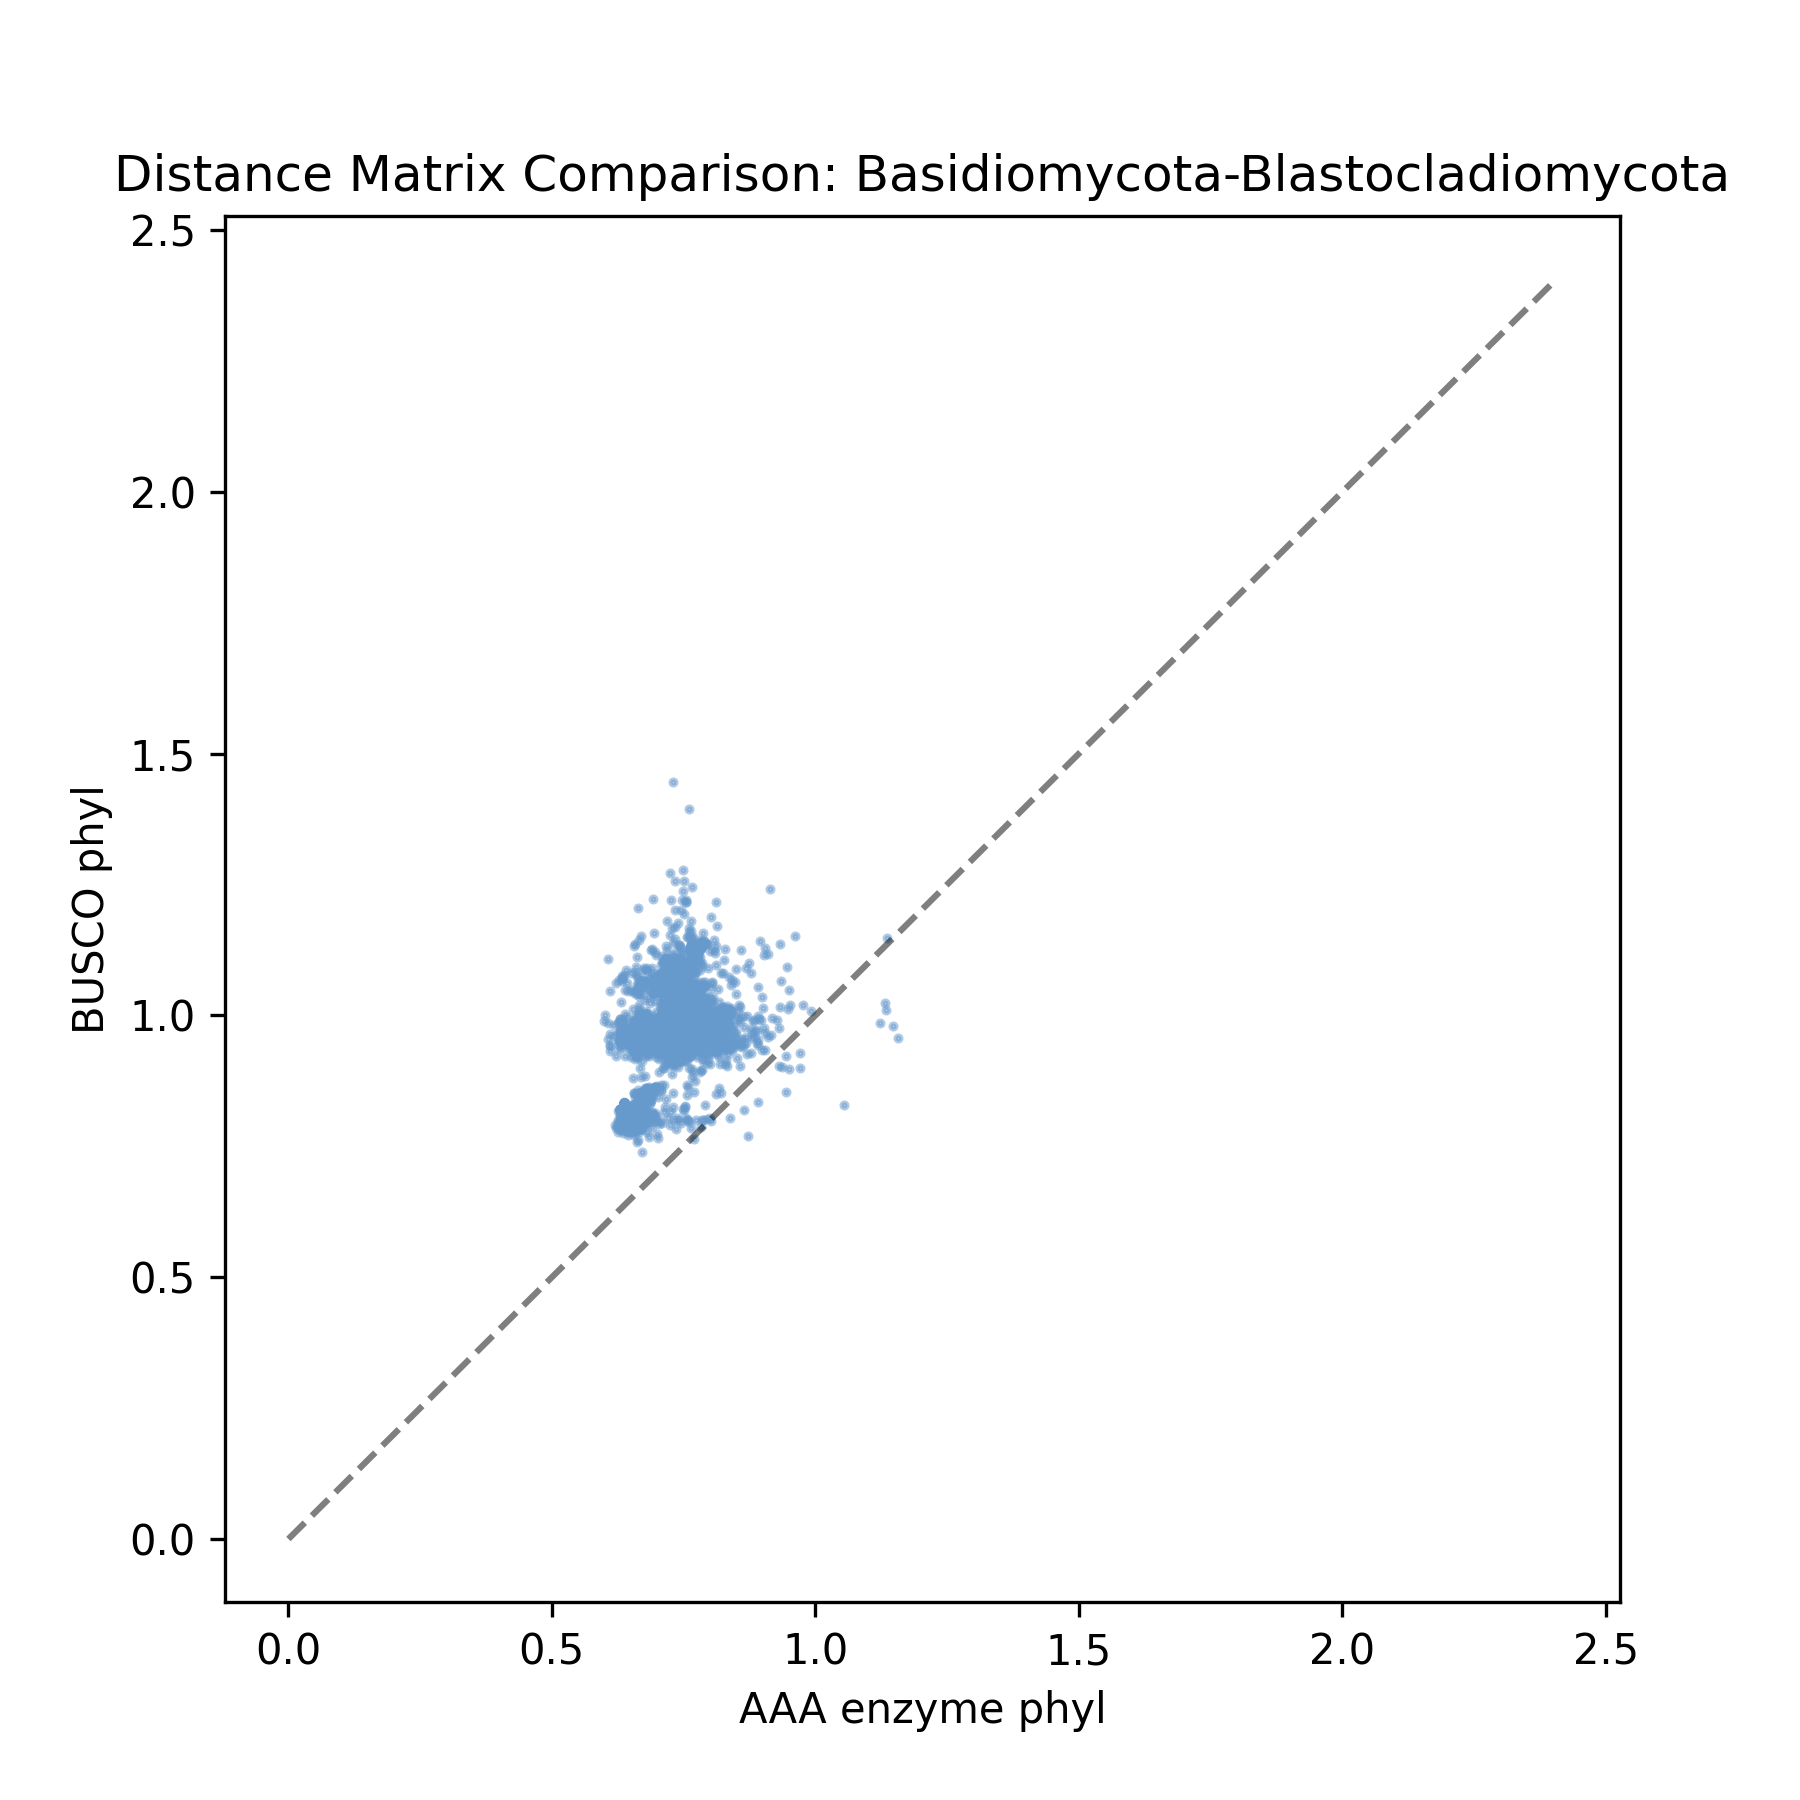 Distance Matrix Comparison: Basidiomycota-Blastocladiomycota
2.5
2.0
1.5
1.0
0.5
0.0
BUSCO phyl
0.0 0.5 1.0 1.5 2.0 2.5
AAA enzyme phyl